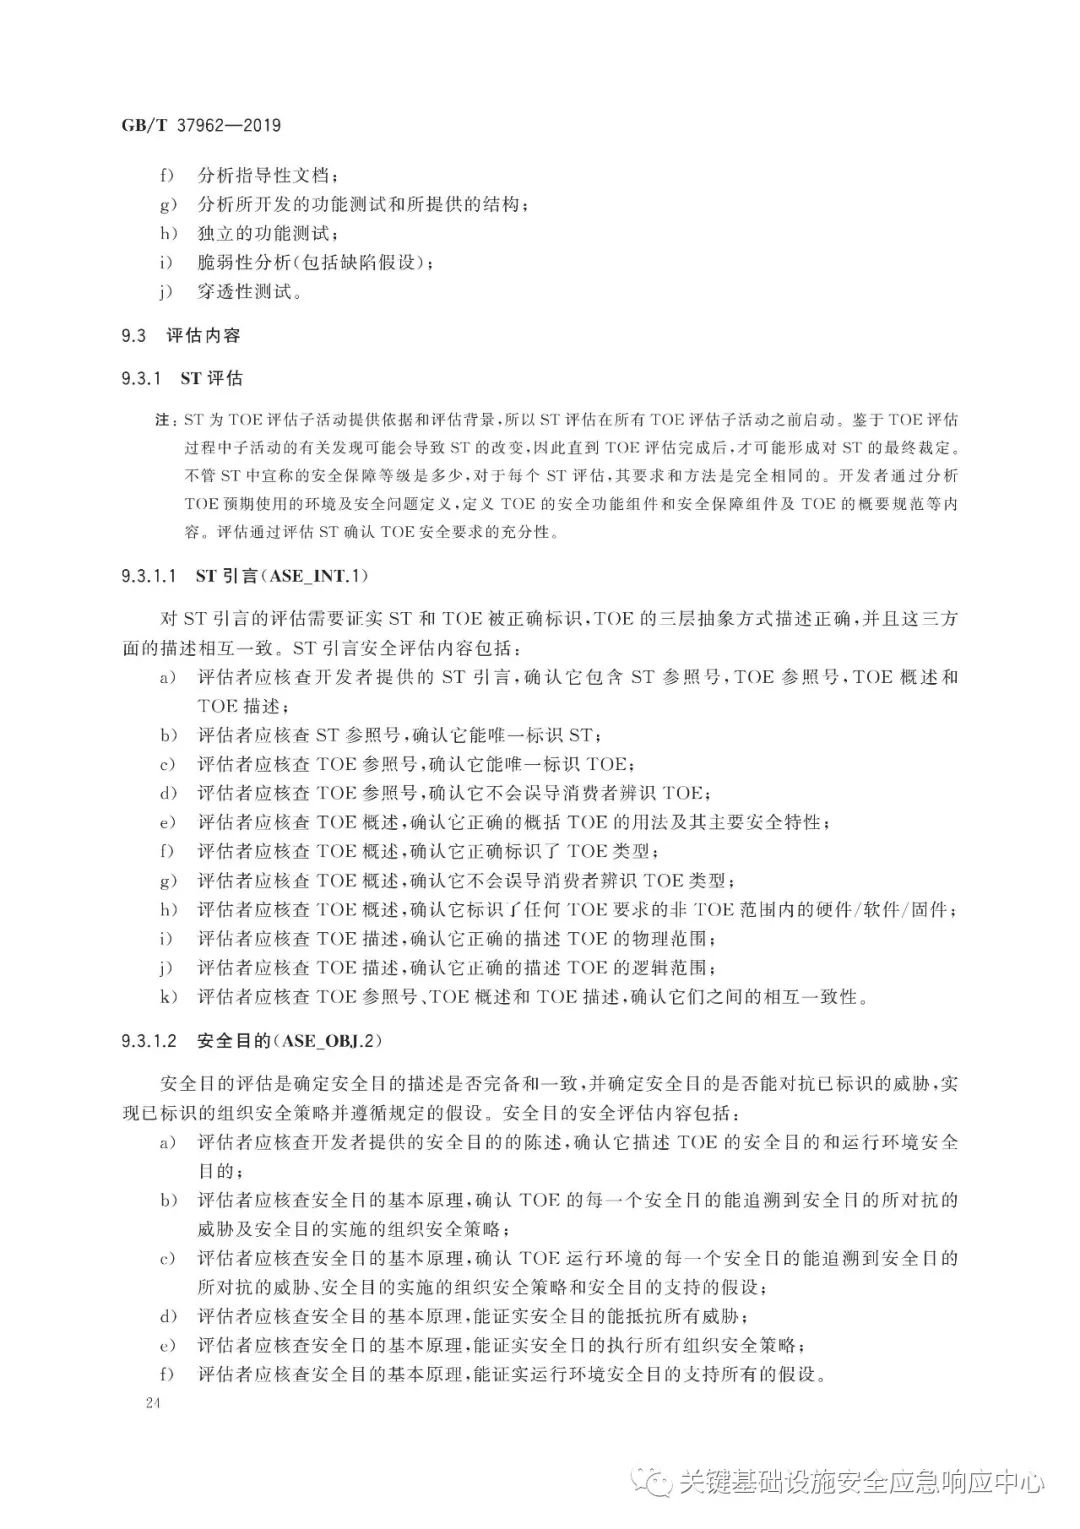 GB/T 37962—2019
f) 分析指导性文档;
g) 分析所开发的功能测试和所提供的结构;
h) 独立的功能测试;
i) 脆弱性分析(包括缺陷假设);
j) 穿透性测试。
9.3 评估内容
9.3.1 ST 评估
注: ST 为 TOE 评估子活动提供依据和评估背景,所以 ST 评估在所有 TOE 评估子活动之前启动。鉴于 TOE 评估
过程中子活动的有关发现可能会导致 ST 的改变,因此直到 TOE 评估完成后,才可能形成对 ST 的最终裁定。
不管 ST 中宣称的安全保障等级是多少,对于每个 ST 评估,其要求和方法是完全相同的。开发者通过分析
TOE 预期使用的环境及安全问题定义,定义 TOE 的安全功能组件和安全保障组件及 TOE 的概要规范等内
容。评估通过评估 ST 确认 TOE 安全要求的充分性。
9.3.1.1 ST 引言(ASE_INT.1)
对 ST 引言的评估需要证实 ST 和 TOE 被正确标识,TOE 的三层抽象方式描述正确,并且这三方
面的描述相互一致。ST 引言安全评估内容包括:
a) 评估者应核查开发者提供的 ST 引言,确认它包含 ST 参照号,TOE 参照号,TOE 概述和
TOE 描述;
b) 评估者应核查 ST 参照号,确认它能唯一标识 ST;
c) 评估者应核查 TOE 参照号,确认它能唯一标识 TOE;
d) 评估者应核查 TOE 参照号,确认它不会误导消费者辨识 TOE;
e) 评估者应核查 TOE 概述,确认它正确的概括 TOE 的用法及其主要安全特性;
f) 评估者应核查 TOE 概述,确认它正确标识了 TOE 类型;
g) 评估者应核查 TOE 概述,确认它不会误导消费者辨识 TOE 类型;
h) 评估者应核查 TOE 概述,确认它标识了任何 TOE 要求的非 TOE 范围内的硬件/软件/固件;
i) 评估者应核查 TOE 描述,确认它正确的描述 TOE 的物理范围;
j) 评估者应核查 TOE 描述,确认它正确的描述 TOE 的逻辑范围;
k) 评估者应核查 TOE 参照号、TOE 概述和 TOE 描述,确认它们之间的相互一致性。
9.3.1.2 安全目的(ASE_OBJ.2)
安全目的评估是确定安全目的描述是否完备和一致,并确定安全目的是否能对抗已标识的威胁,实
现已标识的组织安全策略并遵循规定的假设。安全目的安全评估内容包括:
a) 评估者应核查开发者提供的安全目的的陈述,确认它描述 TOE 的安全目的和运行环境安全
目的;
b) 评估者应核查安全目的基本原理,确认 TOE 的每一个安全目的能追溯到安全目的所对抗的
威胁及安全目的实施的组织安全策略;
c) 评估者应核查安全目的基本原理,确认 TOE 运行环境的每一个安全目的能追溯到安全目的
所对抗的威胁、安全目的实施的组织安全策略和安全目的支持的假设;
d) 评估者应核查安全目的基本原理,能证实安全目的能抵抗所有威胁;
e) 评估者应核查安全目的基本原理,能证实安全目的执行所有组织安全策略;
f) 评估者应核查安全目的基本原理,能证实运行环境安全目的支持所有的假设。
24
关键基础设施安全应急响应中心